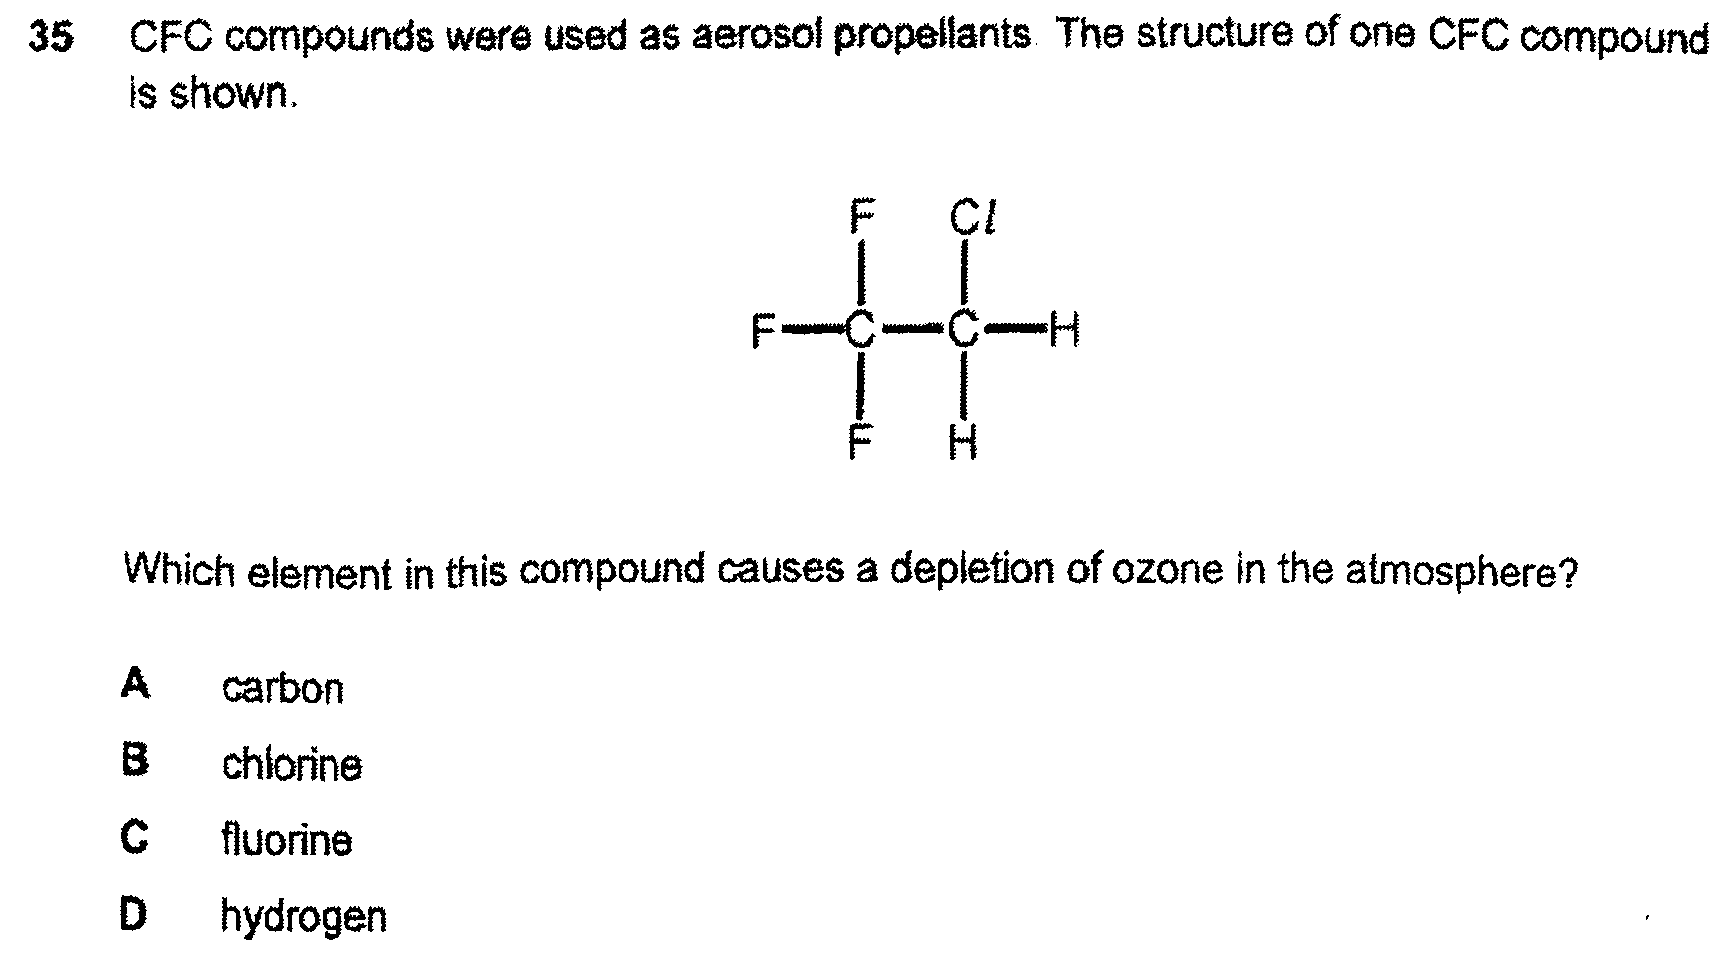 35 CFC compounds were used as aerosol propellants. The structure of one CFC compound
is shown.
F Cl
F C C H
F H
Which element in this compound causes a depletion of ozone in the atmosphere?
A carbon
B chlorine
C fluorine
D hydrogen